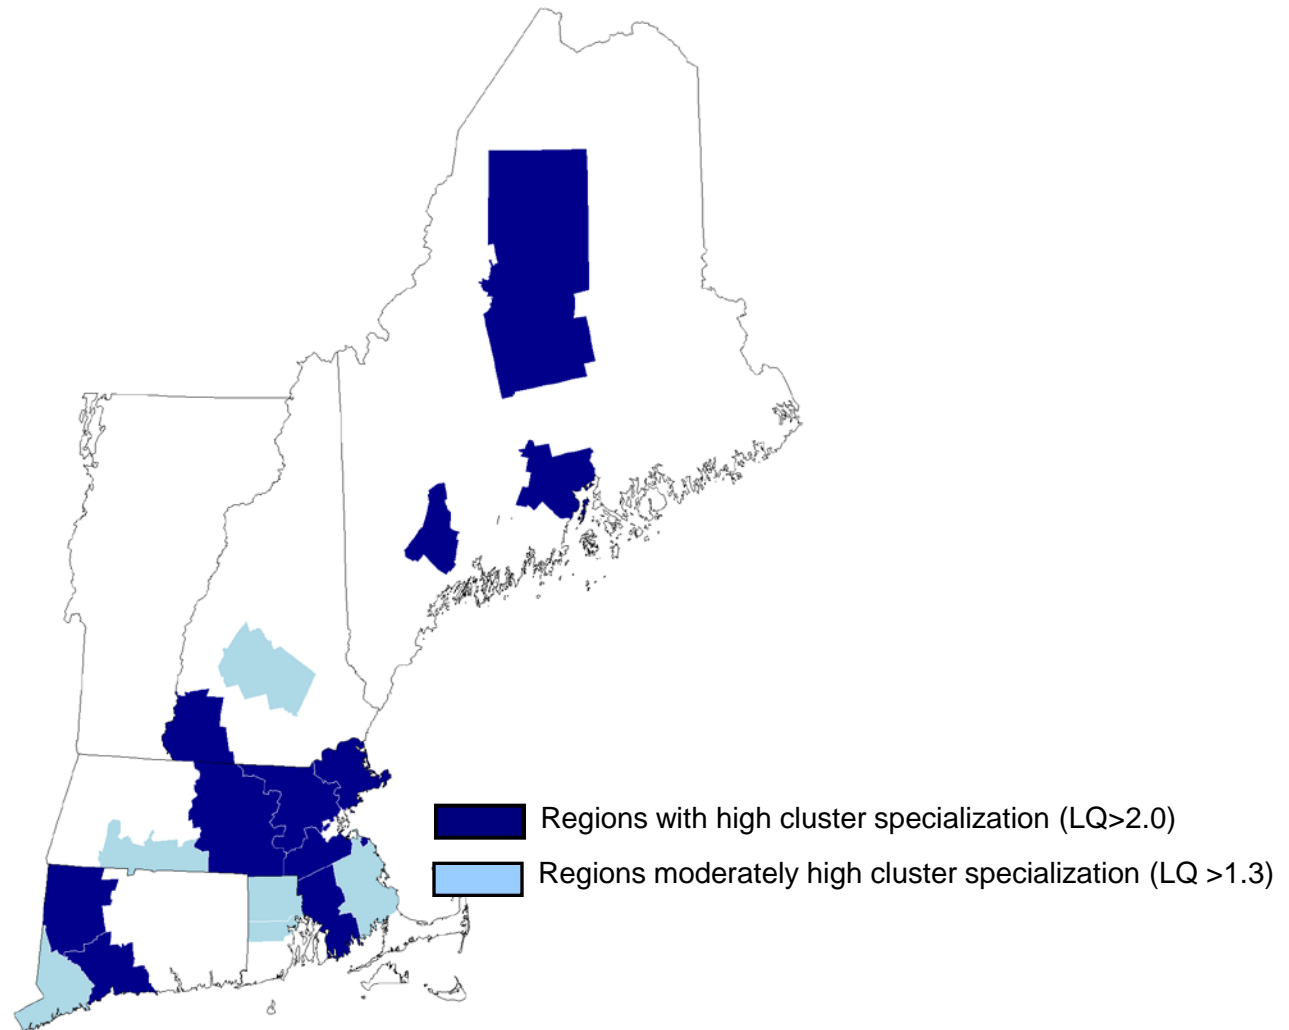 Regions with high cluster specialization (LQ>2.0)
Regions moderately high cluster specialization (LQ >1.3)